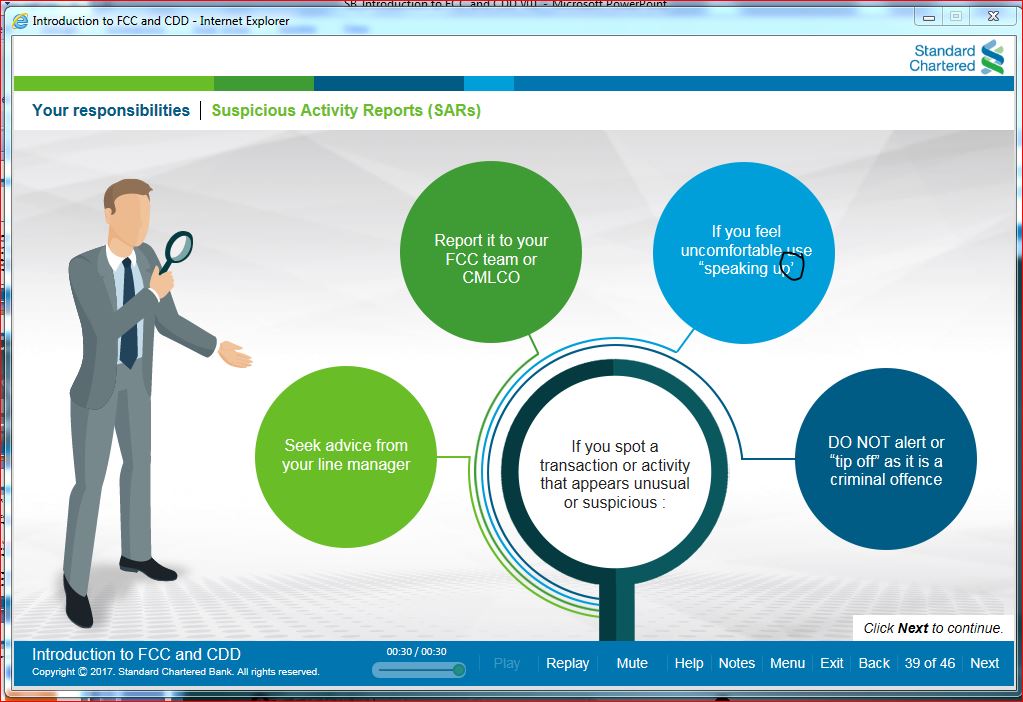 SB Introduction to FCC and CDD V01 - Microsoft PowerPoint
Introduction to FCC and CDD - Internet Explorer
Standard
Chartered
Your responsibilities | Suspicious Activity Reports (SARs)
Report it to your
FCC team or
CMLCO
If you feel
uncomfortable use
“speaking up’
Seek advice from
your line manager
If you spot a
transaction or activity
that appears unusual
or suspicious :
DO NOT alert or
“tip off” as it is a
criminal offence
Click Next to continue.
Introduction to FCC and CDD
Copyright © 2017. Standard Chartered Bank. All rights reserved.
00:30 / 00:30
Play Replay Mute Help Notes Menu Exit Back 39 of 46 Next